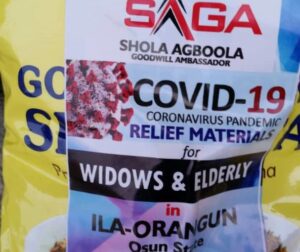 SAGA
SHOLA AGBOOLA
GOODWILL AMBASSADOR
GO
COVID-19
CORONAVIRUS PANDEMIC
RELIEF MATERIALS
for
WIDOWS & ELDERLY
in
ILA-ORANGUN
Osun State